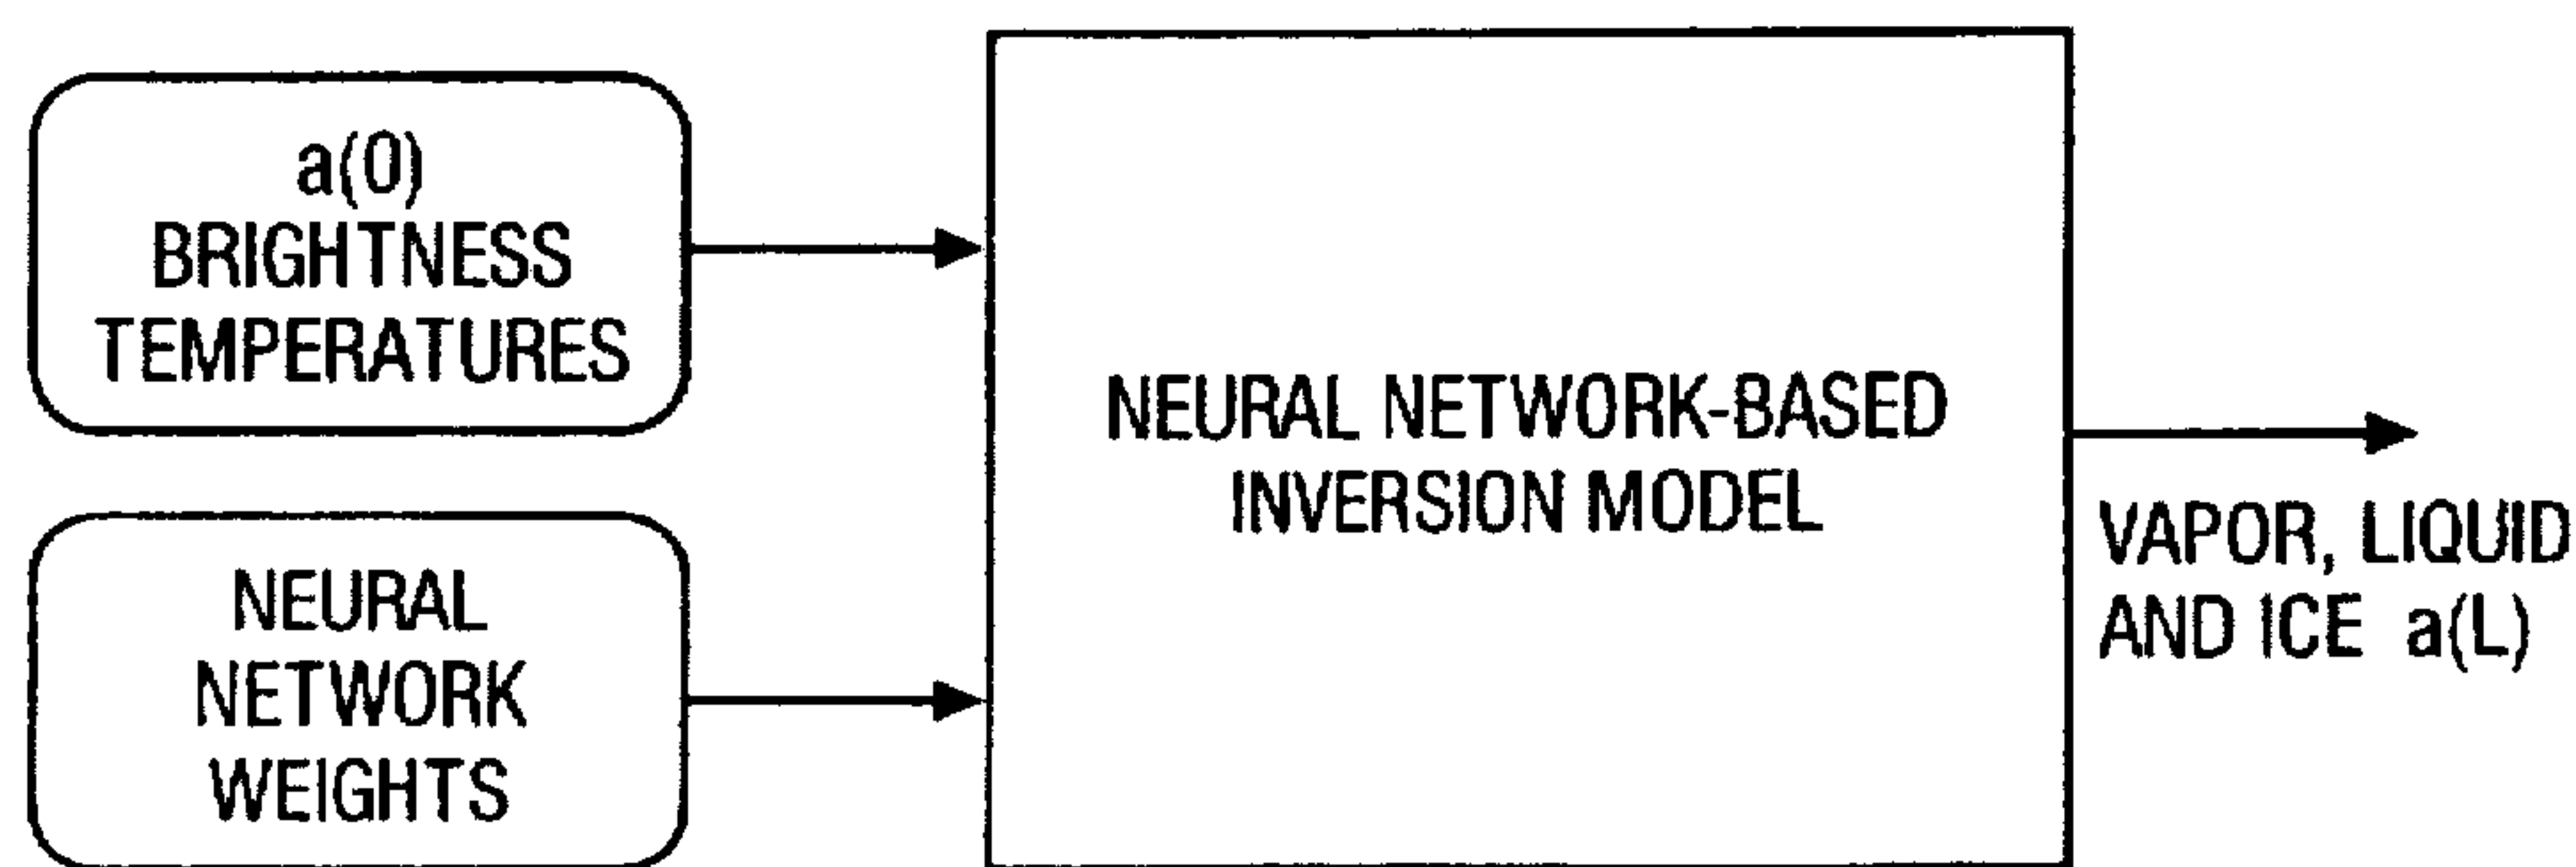 a(0)
BRIGHTNESS
TEMPERATURES
NEURAL
NETWORK
WEIGHTS
NEURAL NETWORK-BASED
INVERSION MODEL
VAPOR, LIQUID
AND ICE a(L)